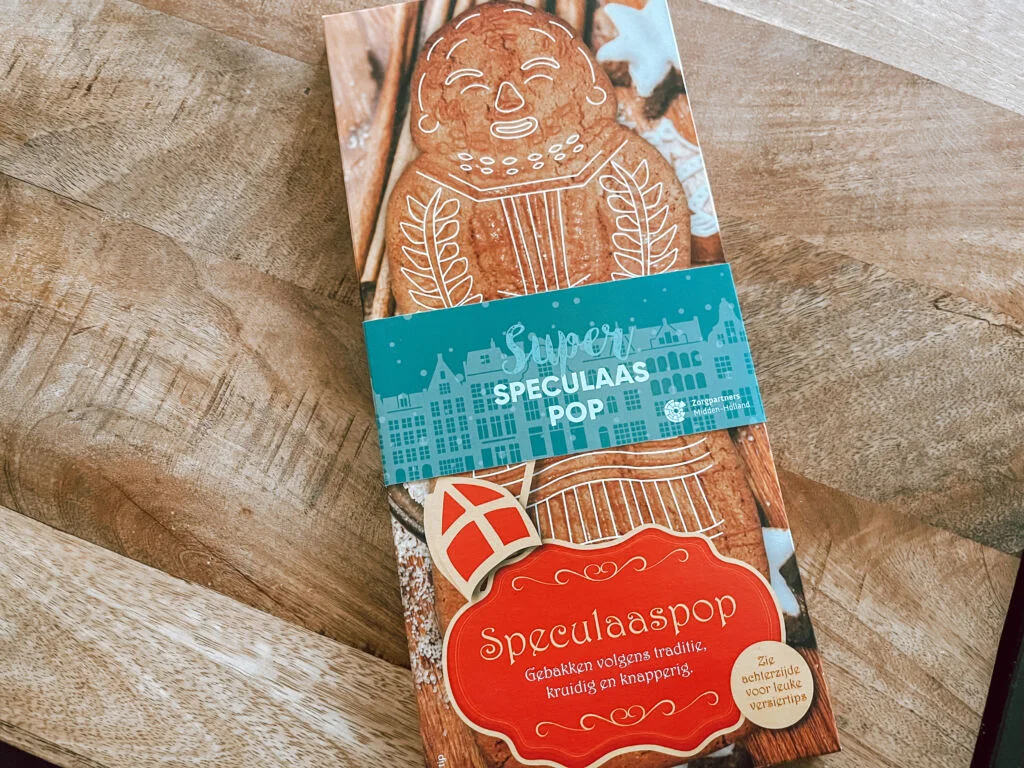 Super
SPECULAAS
POP
Zorgpartners
Midden-Holland
Speculaaspop
Gebakken volgens traditie,
kruidig en knapperig.
Zie
achterzijde
voor leuke
versiertips